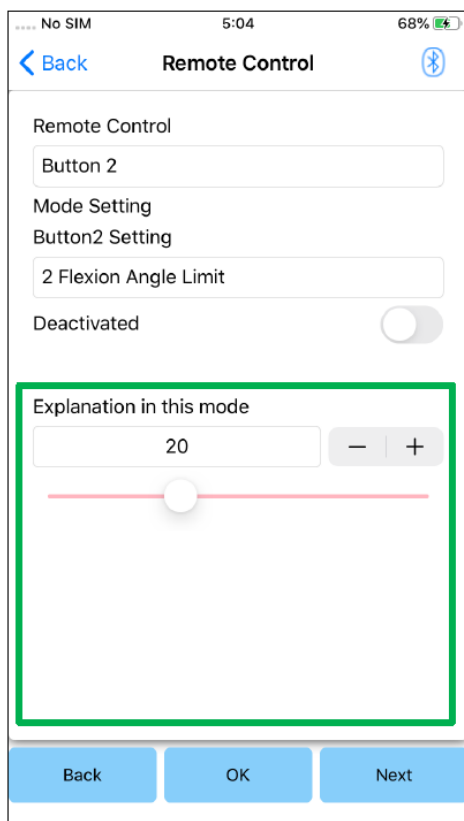 No SIM 5:04 68%
Back Remote Control
Remote Control
Button 2
Mode Setting
Button2 Setting
2 Flexion Angle Limit
Deactivated
Explanation in this mode
20 − +
Back OK Next